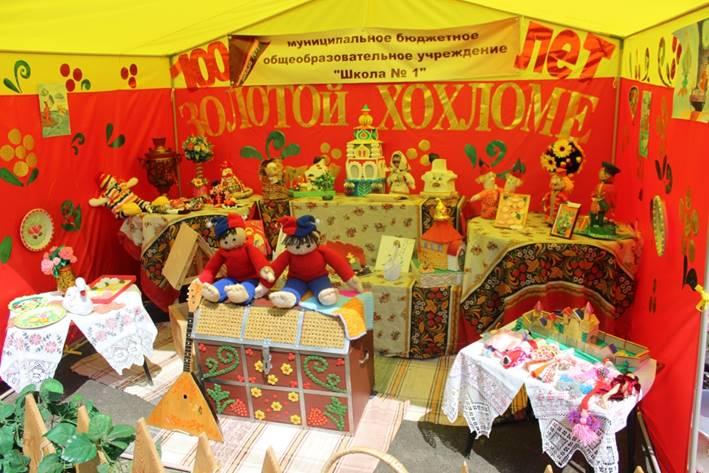 муниципальное бюджетное
общеобразовательное учреждение
"Школа № 1"
100 лет
ЗОЛОТОЙ ХОХЛОМЕ